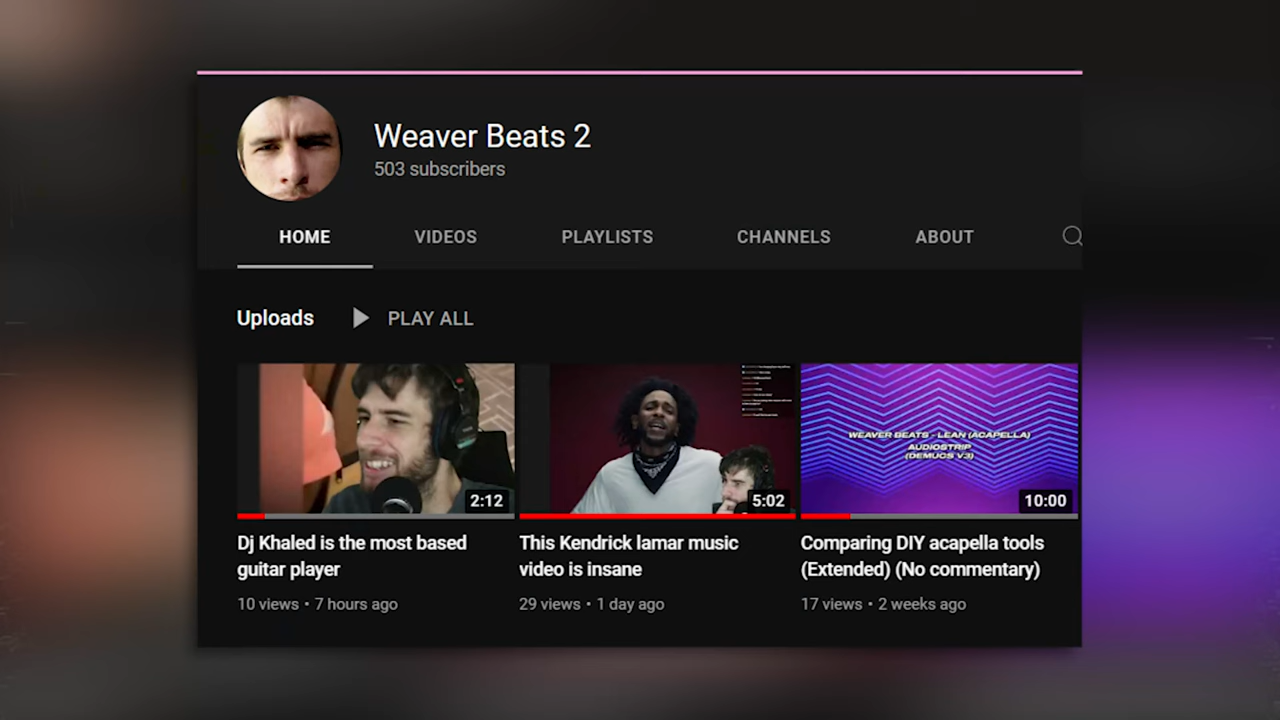 Weaver Beats 2
503 subscribers
HOME VIDEOS PLAYLISTS CHANNELS ABOUT
Uploads PLAY ALL
2:12
5:02
WEAVER BEATS - LEAN (ACAPELLA)
AUDIOSTRIP
(DEMUCS V3)
10:00
Dj Khaled is the most based
guitar player
10 views • 7 hours ago
This Kendrick lamar music
video is insane
29 views • 1 day ago
Comparing DIY acapella tools
(Extended) (No commentary)
17 views • 2 weeks ago